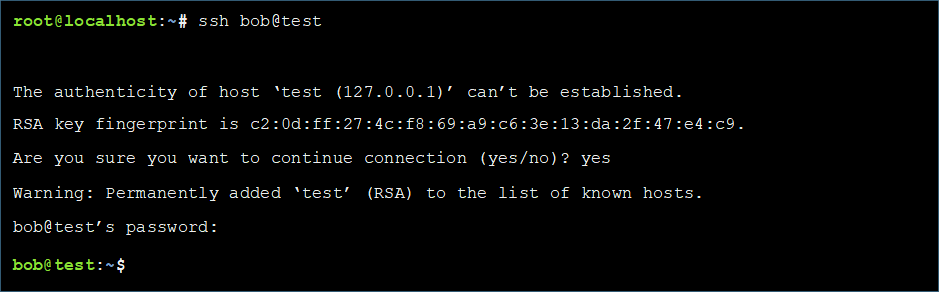 root@localhost:~# ssh bob@test
The authenticity of host ‘test (127.0.0.1)’ can’t be established.
RSA key fingerprint is c2:0d:ff:27:4c:f8:69:a9:c6:3e:13:da:2f:47:e4:c9.
Are you sure you want to continue connection (yes/no)? yes
Warning: Permanently added ‘test’ (RSA) to the list of known hosts.
bob@test’s password:
bob@test:~$